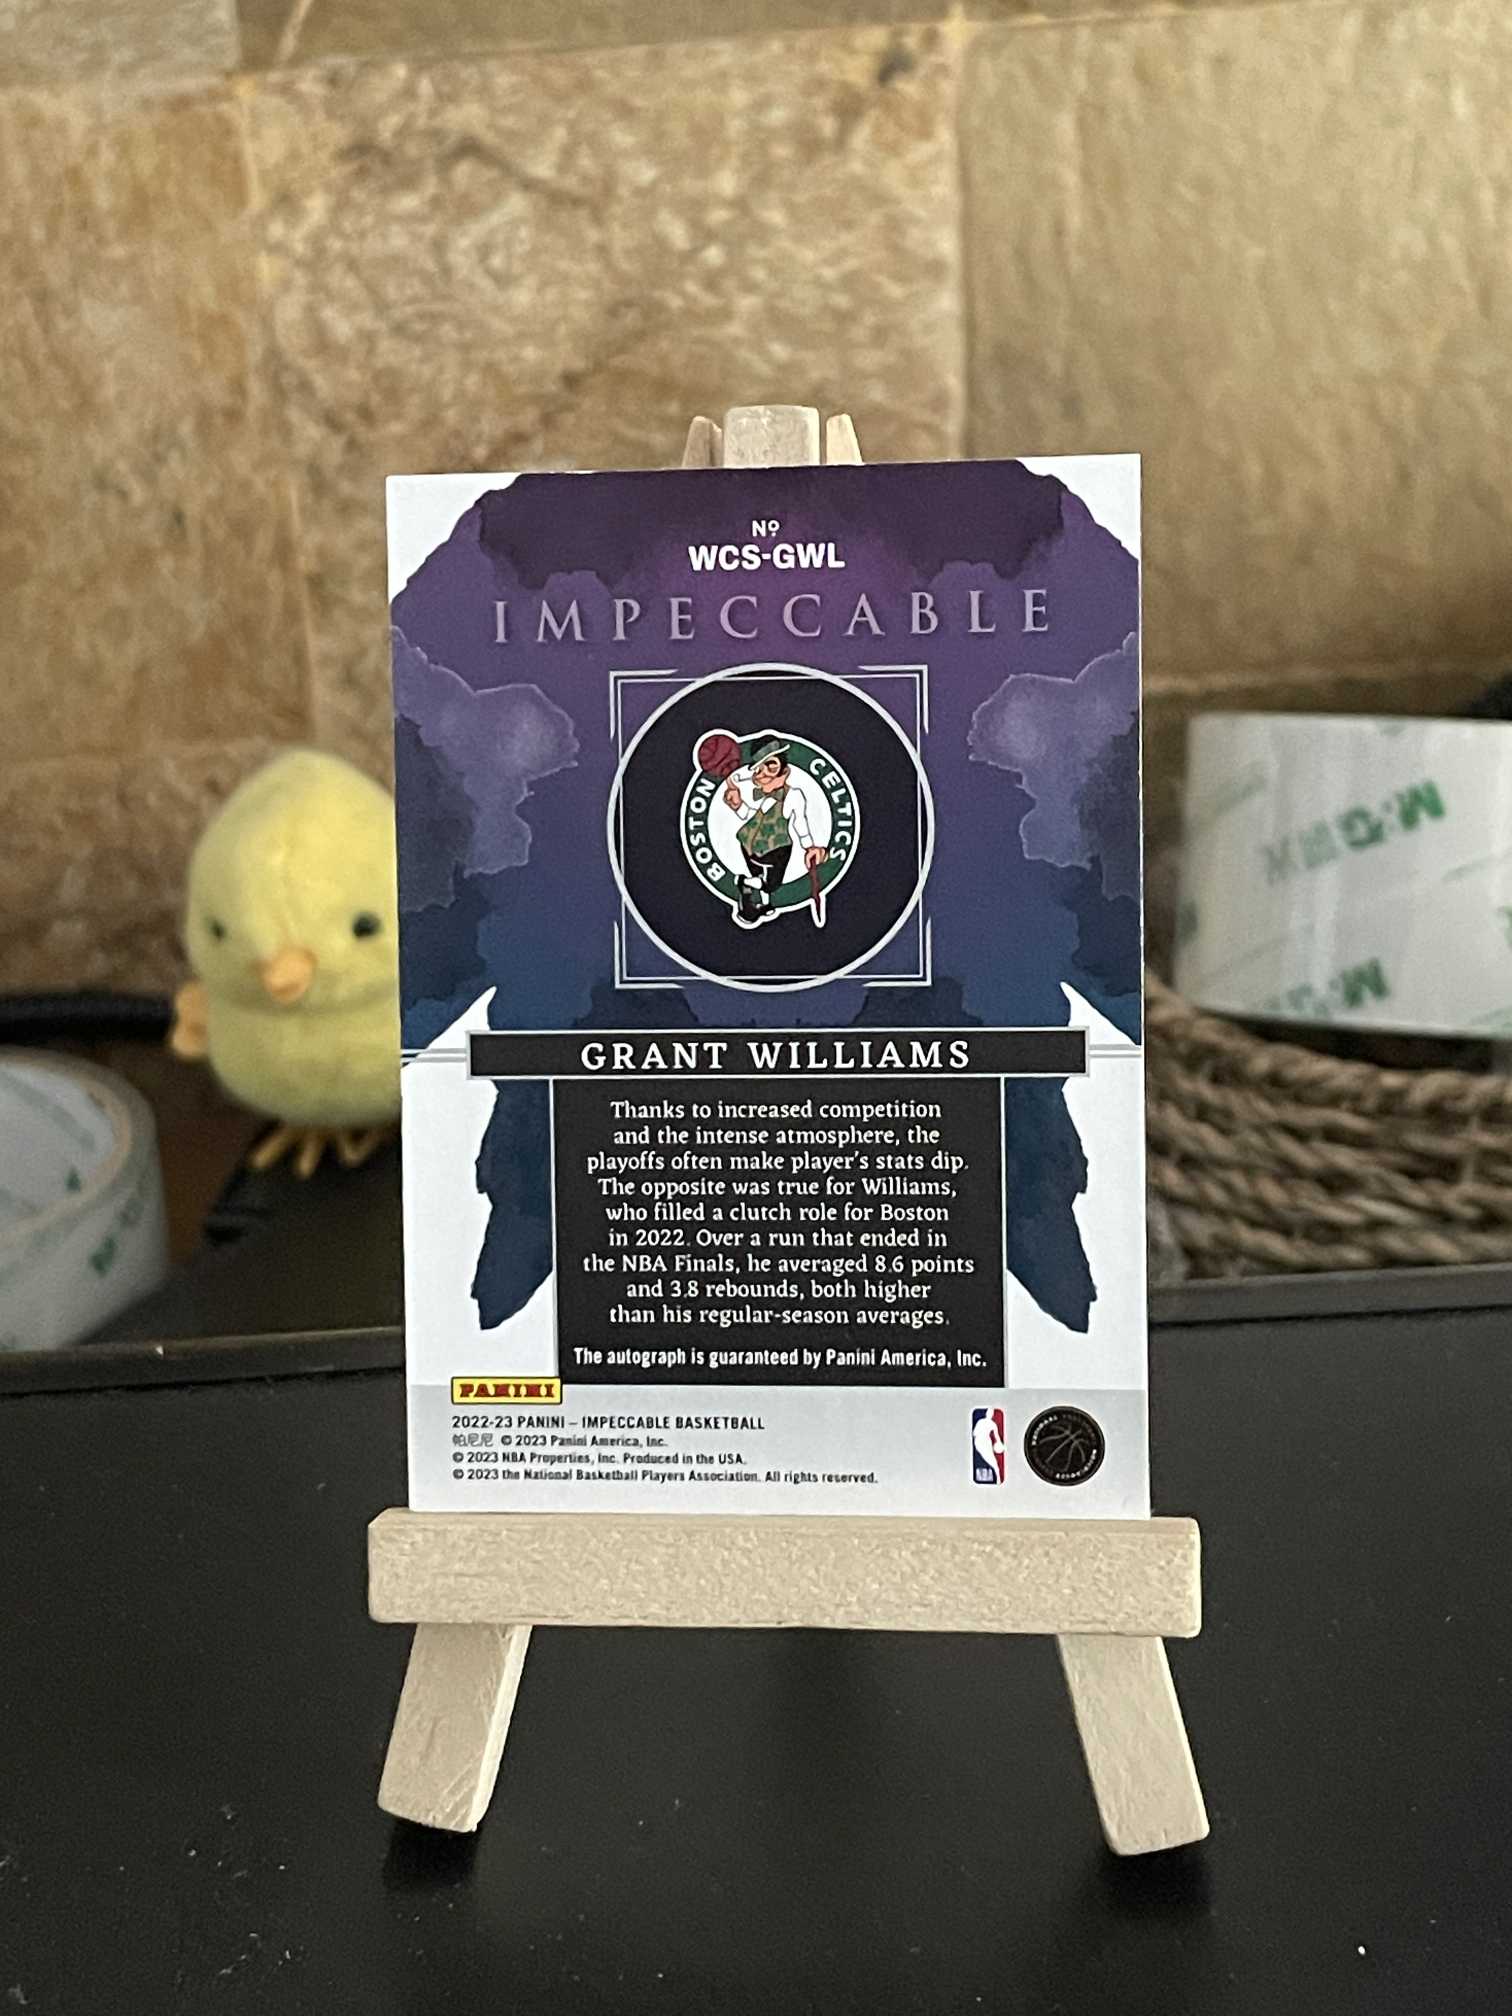 Nº
WCS-GWL
IMPECCABLE
BOSTON CELTICS
GRANT WILLIAMS
Thanks to increased competition
and the intense atmosphere, the
playoffs often make player's stats dip.
The opposite was true for Williams,
who filled a clutch role for Boston
in 2022. Over a run that ended in
the NBA Finals, he averaged 8.6 points
and 3.8 rebounds, both higher
than his regular-season averages.
The autograph is guaranteed by Panini America, Inc.
PANINI
2022-23 PANINI – IMPECCABLE BASKETBALL
帕尼尼 © 2023 Panini America, Inc.
© 2023 NBA Properties, Inc. Produced in the USA.
© 2023 the National Basketball Players Association. All rights reserved.
NBA